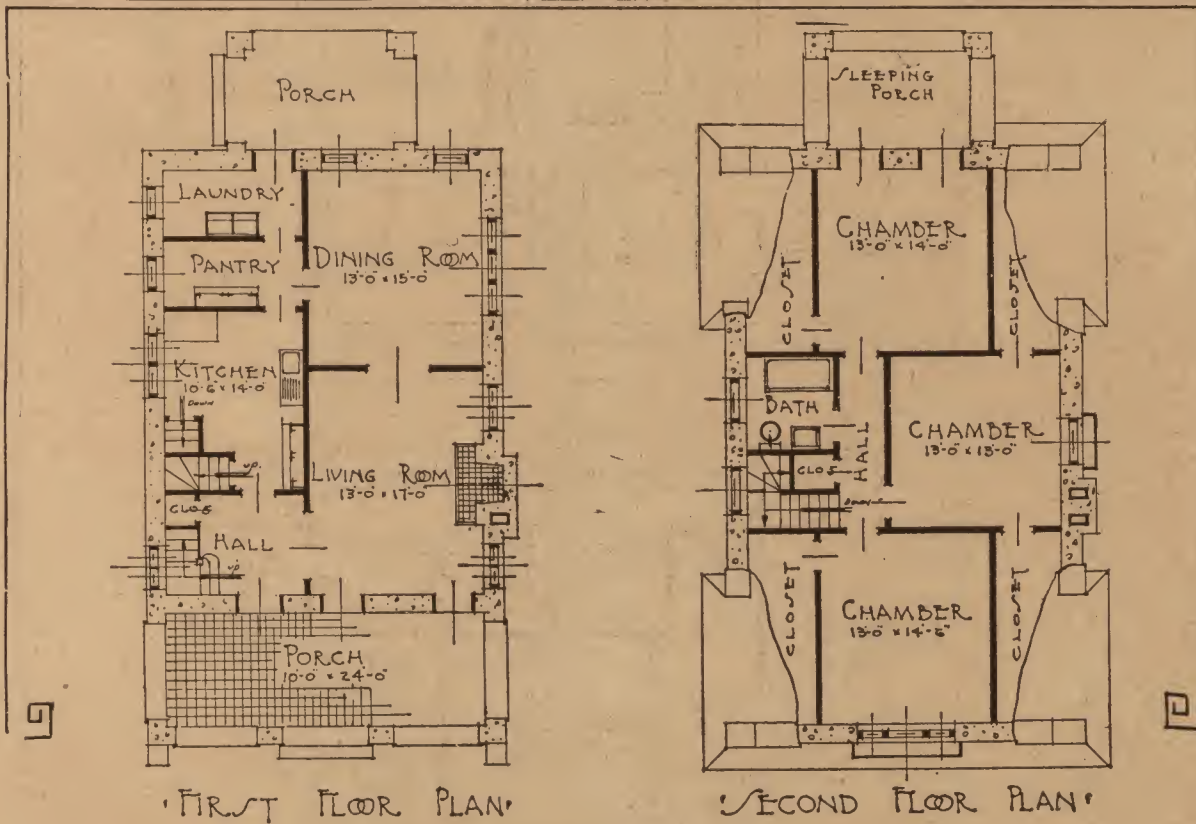 PORCH
LAUNDRY
PANTRY
DINING ROOM
13'-0" x 15'-0"
KITCHEN
10'-6" x 14'-0"
DOWN
UP
CLOS
LIVING ROOM
13'-0" x 17'-0"
HALL
UP
PORCH
10'-0" x 24'-0"
'FIRST FLOOR PLAN'
SLEEPING
PORCH
CHAMBER
13'-0" x 14'-0"
CLOSET
CLOSET
BATH
CLOS
HALL
DOWN
CHAMBER
13'-0" x 13'-0"
CLOSET
CLOSET
CHAMBER
13'-0" x 14'-6"
'SECOND FLOOR PLAN'